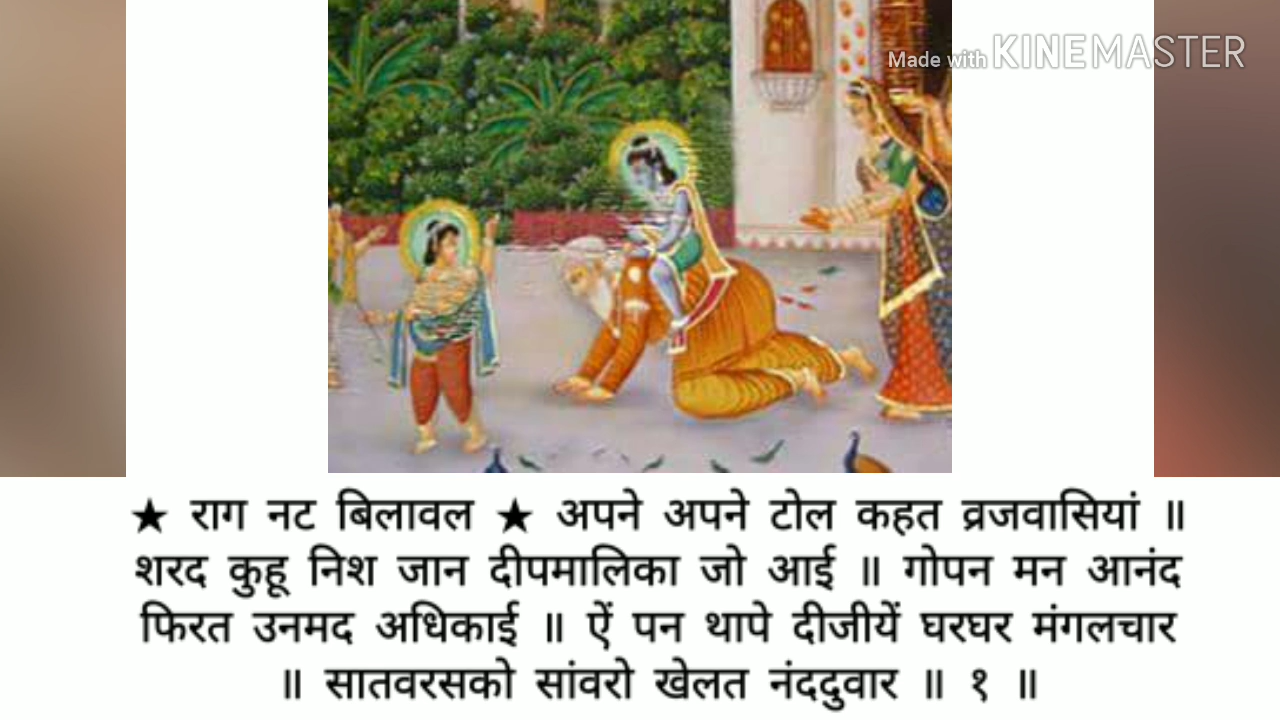 Made with KINEMASTER
★ राग नट बिलावल ★ अपने अपने टोल कहत व्रजवासियां ॥
शरद कुहू निश जान दीपमालिका जो आई ॥ गोपन मन आनंद
फिरत उनमद अधिकाई ॥ ऐं पन थापे दीजीयें घरघर मंगलचार
॥ सातवरसको सांवरो खेलत नंददुवार ॥ १ ॥